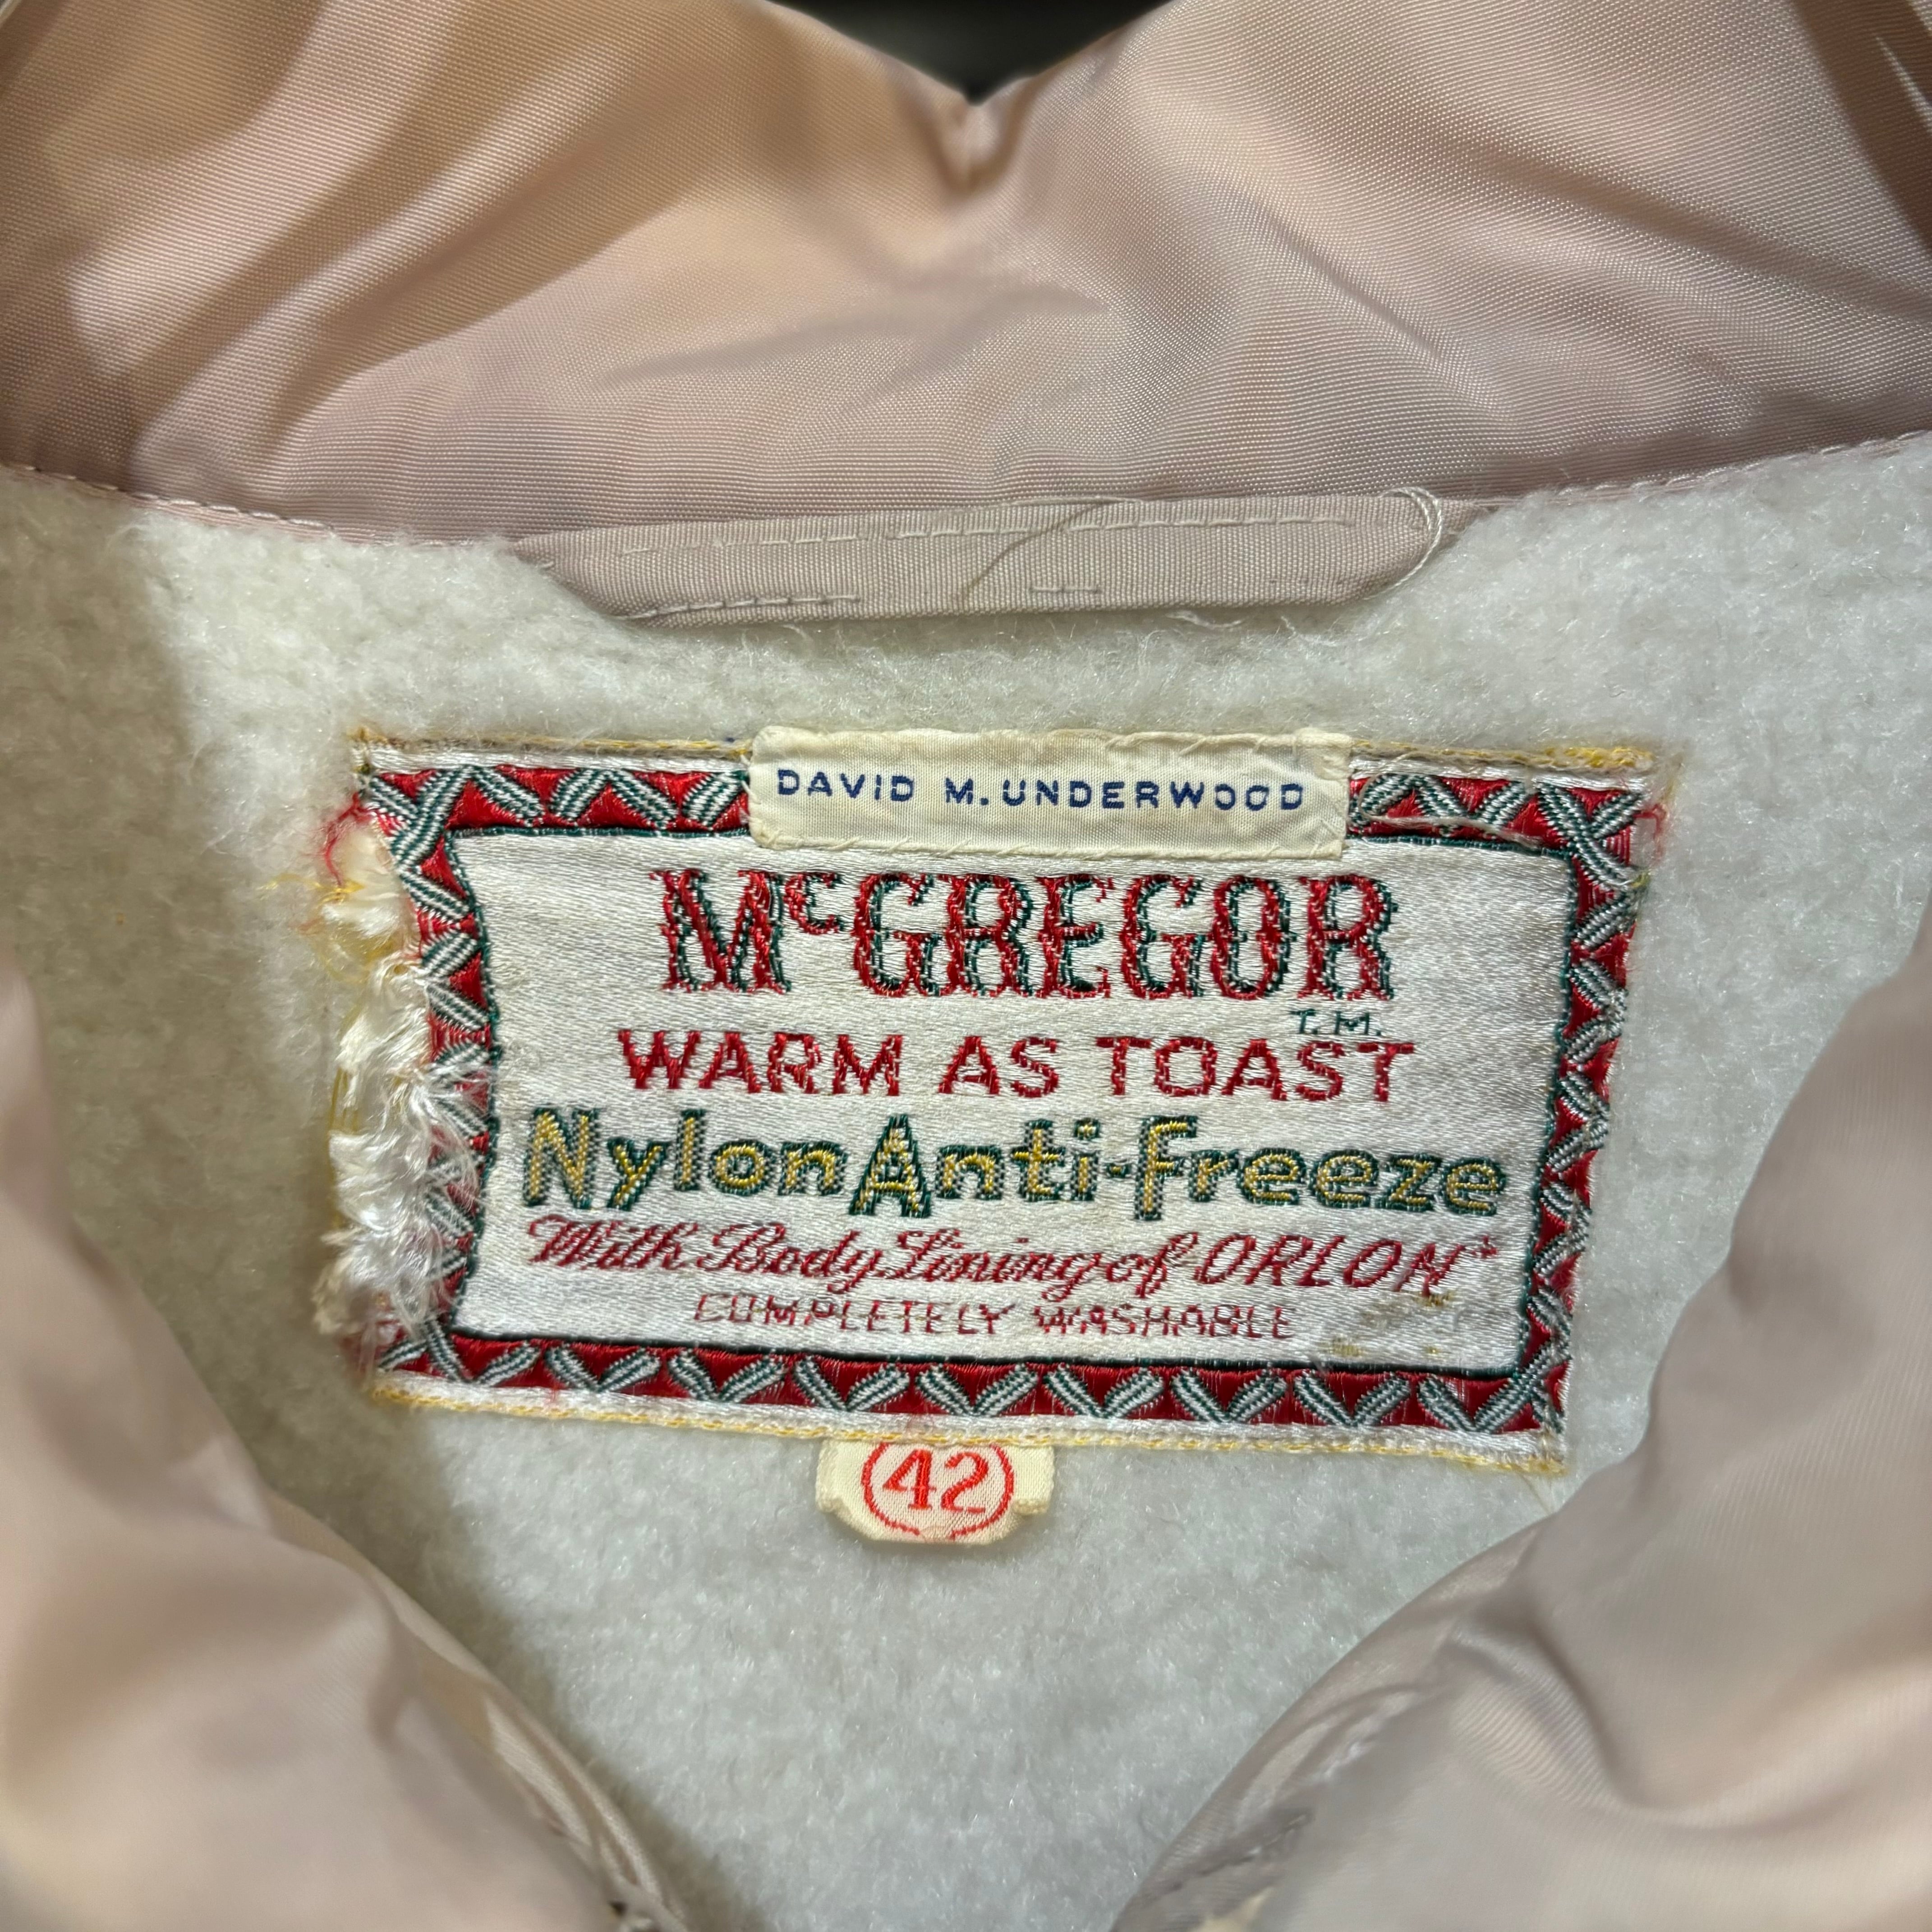 DAVID M. UNDERWOOD
McGREGOR
T.M.
WARM AS TOAST
Nylon Anti-freeze
With Body Lining of ORLON*
COMPLETELY WASHABLE
42